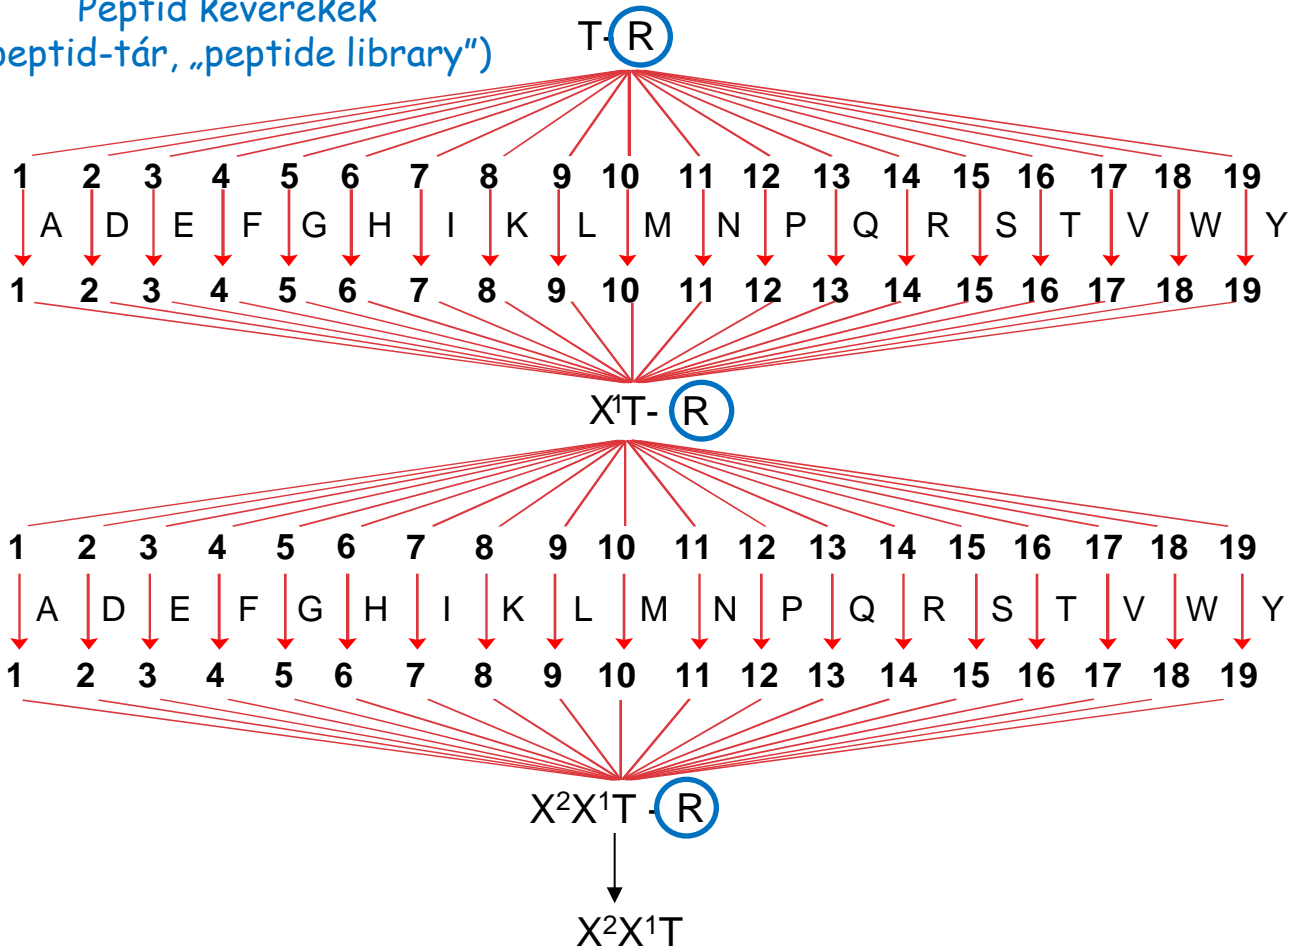 Peptid keverékek
peptid-tár, „peptide library”)
T- R
1 2 3 4 5 6 7 8 9 10 11 12 13 14 15 16 17 18 19
A D E F G H I K L M N P Q R S T V W Y
1 2 3 4 5 6 7 8 9 10 11 12 13 14 15 16 17 18 19
X¹T- R
1 2 3 4 5 6 7 8 9 10 11 12 13 14 15 16 17 18 19
A D E F G H I K L M N P Q R S T V W Y
1 2 3 4 5 6 7 8 9 10 11 12 13 14 15 16 17 18 19
X²X¹T - R
X²X¹T